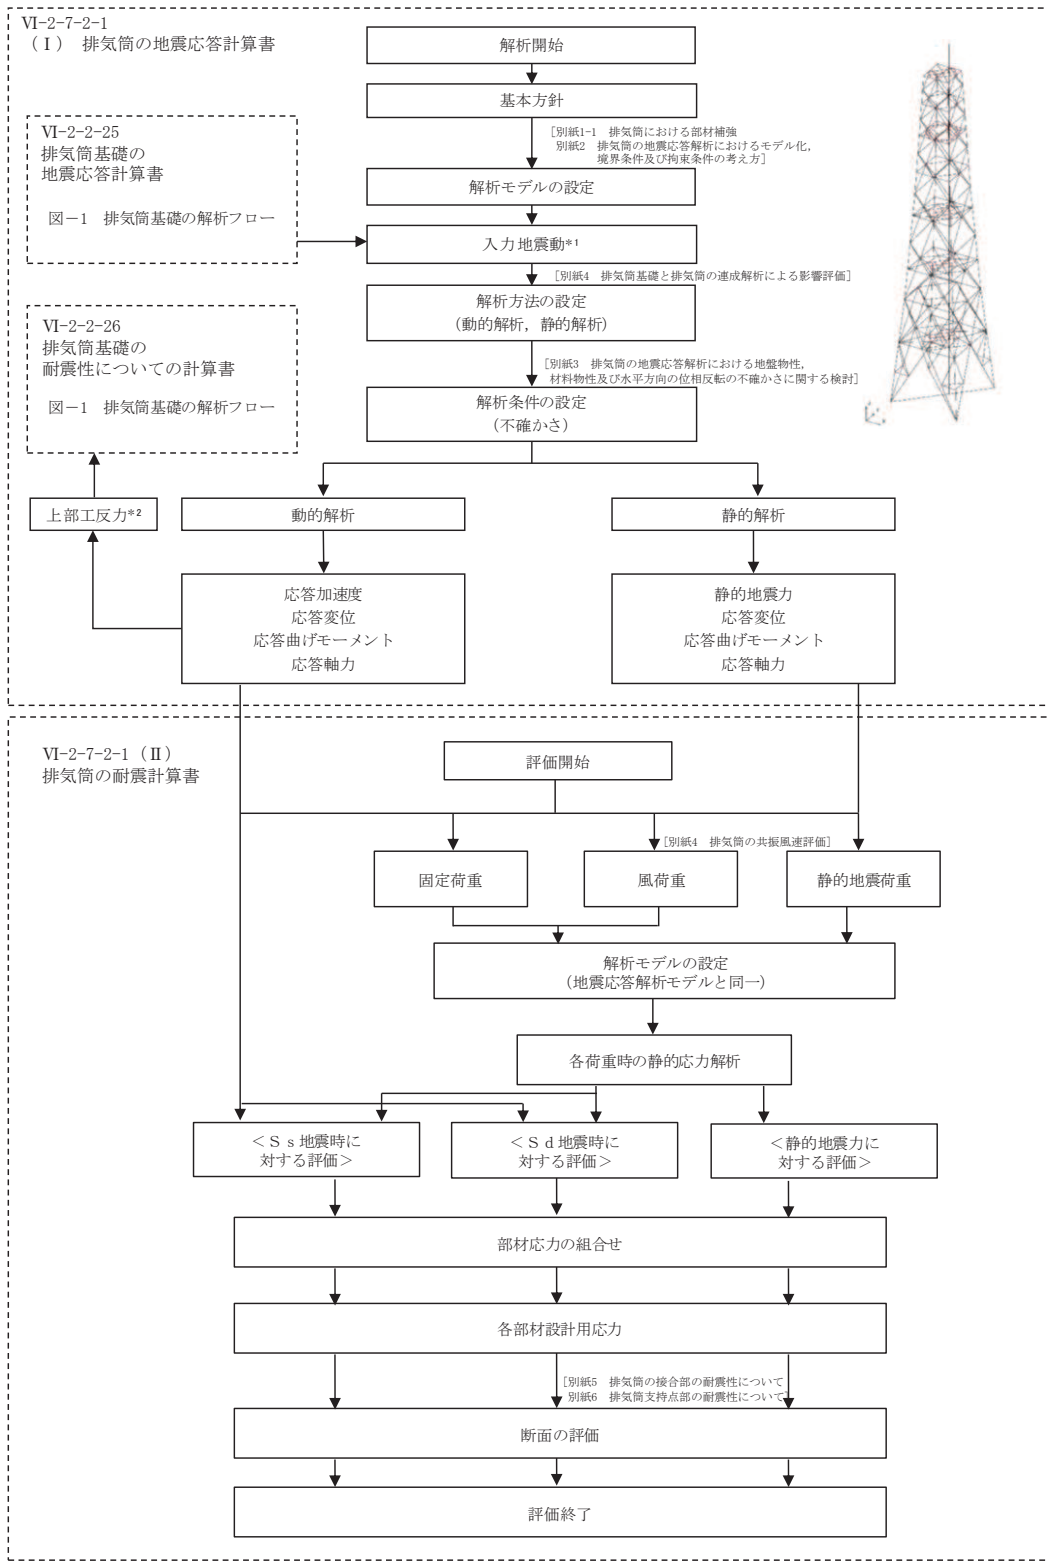 Ⅵ-2-7-2-1
（Ⅰ） 排気筒の地震応答計算書
解析開始
基本方針
[別紙1-1　排気筒における部材補強
別紙2　排気筒の地震応答解析におけるモデル化，
境界条件及び拘束条件の考え方]
Ⅵ-2-2-25
排気筒基礎の
地震応答計算書
図－1　排気筒基礎の解析フロー
解析モデルの設定
入力地震動*1
[別紙4　排気筒基礎と排気筒の連成解析による影響評価]
解析方法の設定
（動的解析，静的解析）
Ⅵ-2-2-26
排気筒基礎の
耐震性についての計算書
図－1　排気筒基礎の解析フロー
[別紙3　排気筒の地震応答解析における地盤物性，
材料物性及び水平方向の位相反転の不確かさに関する検討]
解析条件の設定
（不確かさ）
上部工反力*2
動的解析
静的解析
応答加速度
応答変位
応答曲げモーメント
応答軸力
静的地震力
応答変位
応答曲げモーメント
応答軸力
Ⅵ-2-7-2-1（Ⅱ）
排気筒の耐震計算書
評価開始
[別紙4　排気筒の共振風速評価]
固定荷重
風荷重
静的地震荷重
解析モデルの設定
（地震応答解析モデルと同一）
各荷重時の静的応力解析
＜Ｓｓ地震時に
対する評価＞
＜Ｓｄ地震時に
対する評価＞
＜静的地震力に
対する評価＞
部材応力の組合せ
各部材設計用応力
[別紙5　排気筒の接合部の耐震性について
別紙6　排気筒支持点部の耐震性について]
断面の評価
評価終了